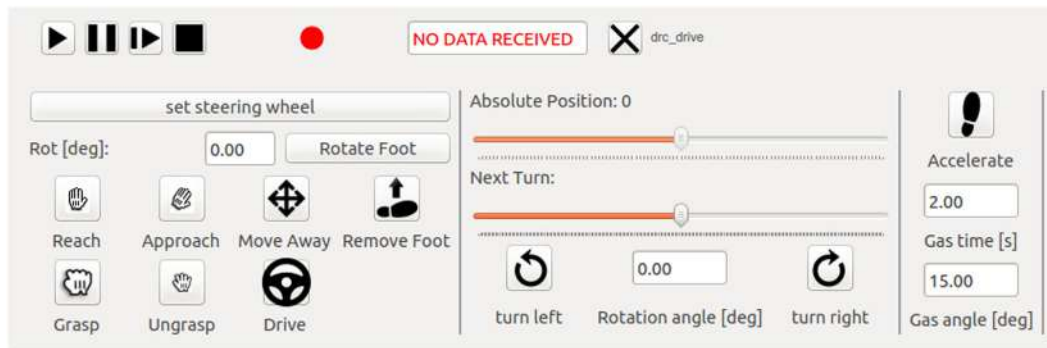 NO DATA RECEIVED drc_drive
set steering wheel
Rot [deg]: 0.00 Rotate Foot
Reach Approach Move Away Remove Foot
Grasp Ungrasp Drive
Absolute Position: 0
Next Turn:
0.00
turn left Rotation angle [deg] turn right
Accelerate
2.00
Gas time [s]
15.00
Gas angle [deg]